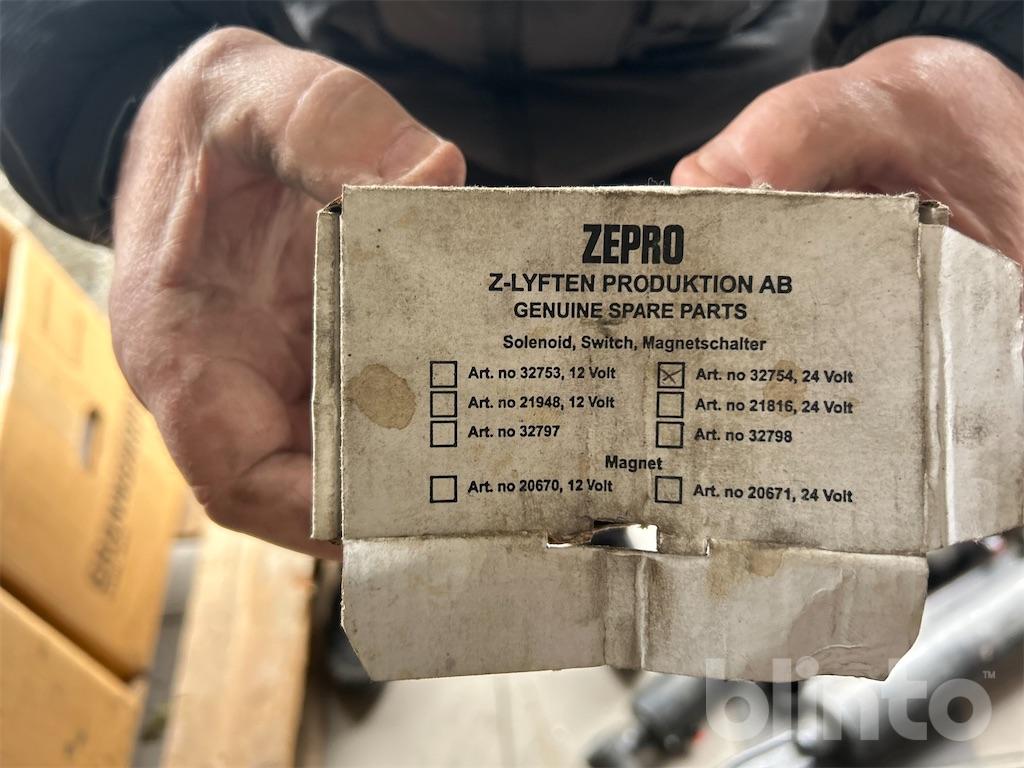 ZEPRO
Z-LYFTEN PRODUKTION AB
GENUINE SPARE PARTS
Solenoid, Switch, Magnetschalter
Art. no 32753, 12 Volt
Art. no 32754, 24 Volt
Art. no 21948, 12 Volt
Art. no 21816, 24 Volt
Art. no 32797
Art. no 32798
Magnet
Art. no 20670, 12 Volt
Art. no 20671, 24 Volt
blinto™